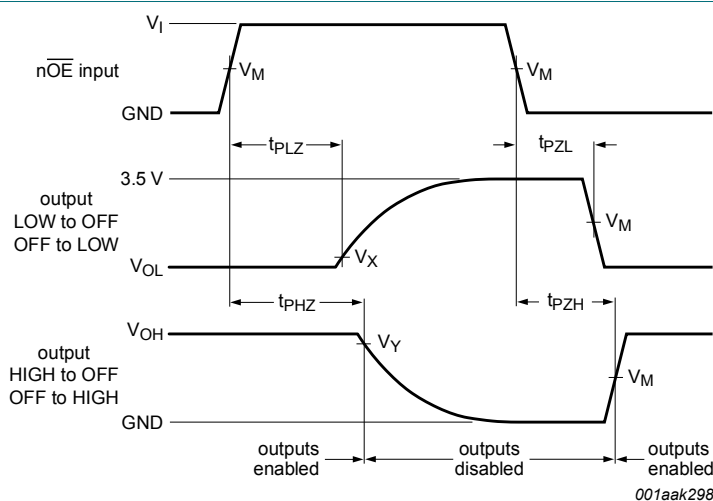 V_I
nO̅E̅ input
V_M
V_M
GND
t_PLZ
t_PZL
3.5 V
output
LOW to OFF
OFF to LOW
V_M
V_X
V_OL
t_PHZ
t_PZH
V_OH
output
HIGH to OFF
OFF to HIGH
V_Y
V_M
GND
outputs
enabled
outputs
disabled
outputs
enabled
001aak298